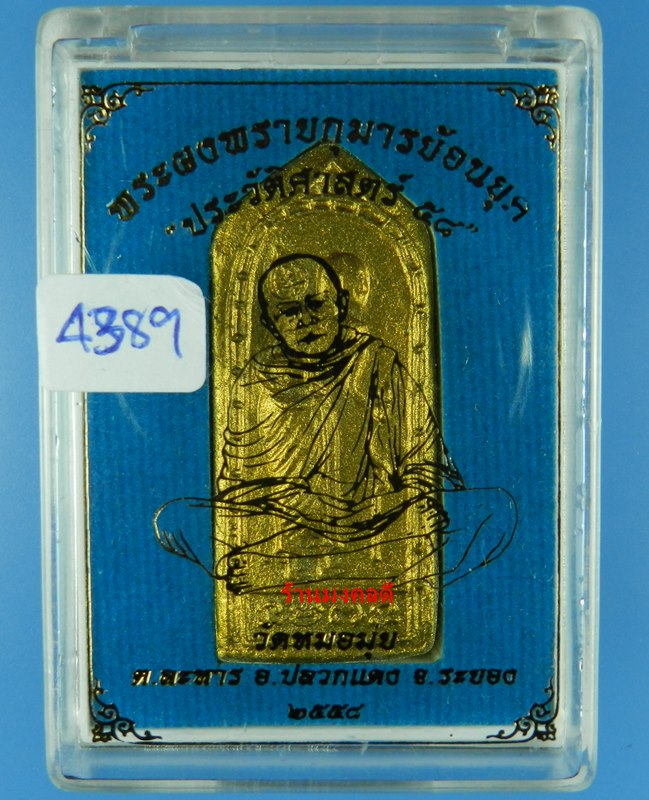 พระผงพรายกุมารย้อนยุคฯ
"ประวัติศาสตร์ ๕๘"
4389
ร้านมงคลดี
วัดหมอมุ่ย
ต.ละหาร อ.ปลวกแดง จ.ระยอง
๒๕๕๘